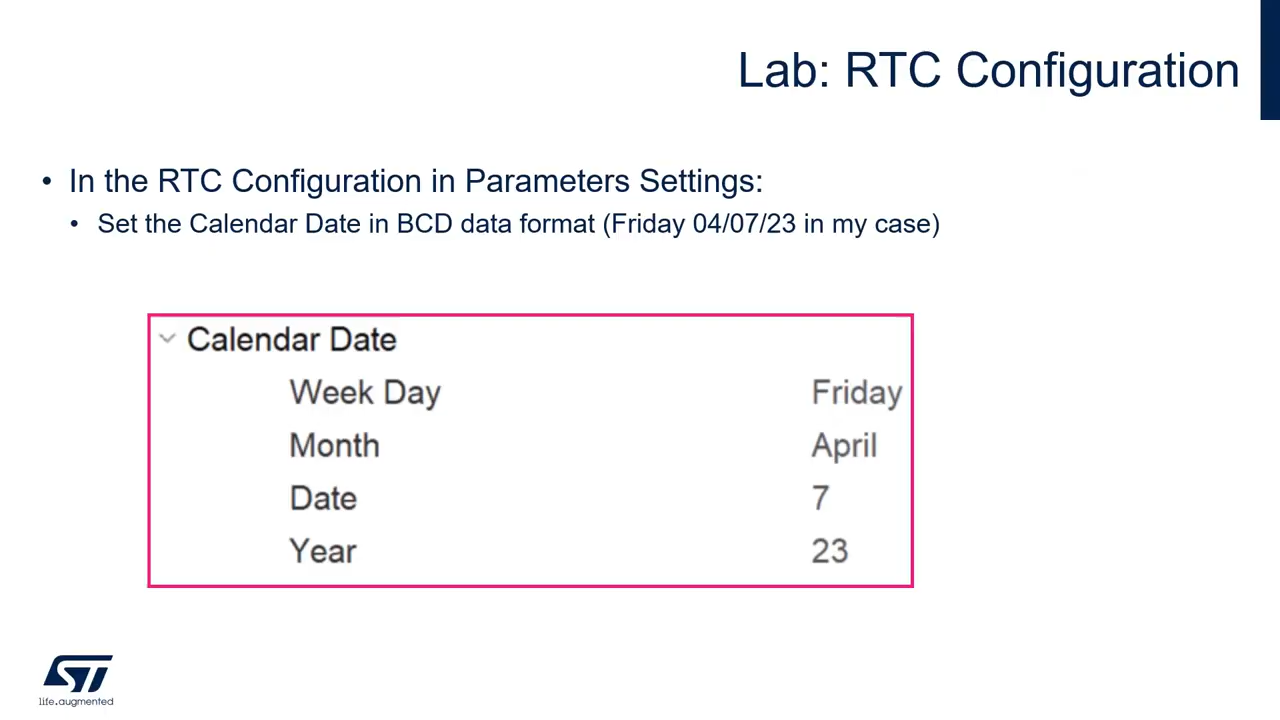 Lab: RTC Configuration
• In the RTC Configuration in Parameters Settings:
• Set the Calendar Date in BCD data format (Friday 04/07/23 in my case)
Calendar Date
Week Day Friday
Month April
Date 7
Year 23
ST
life.augmented